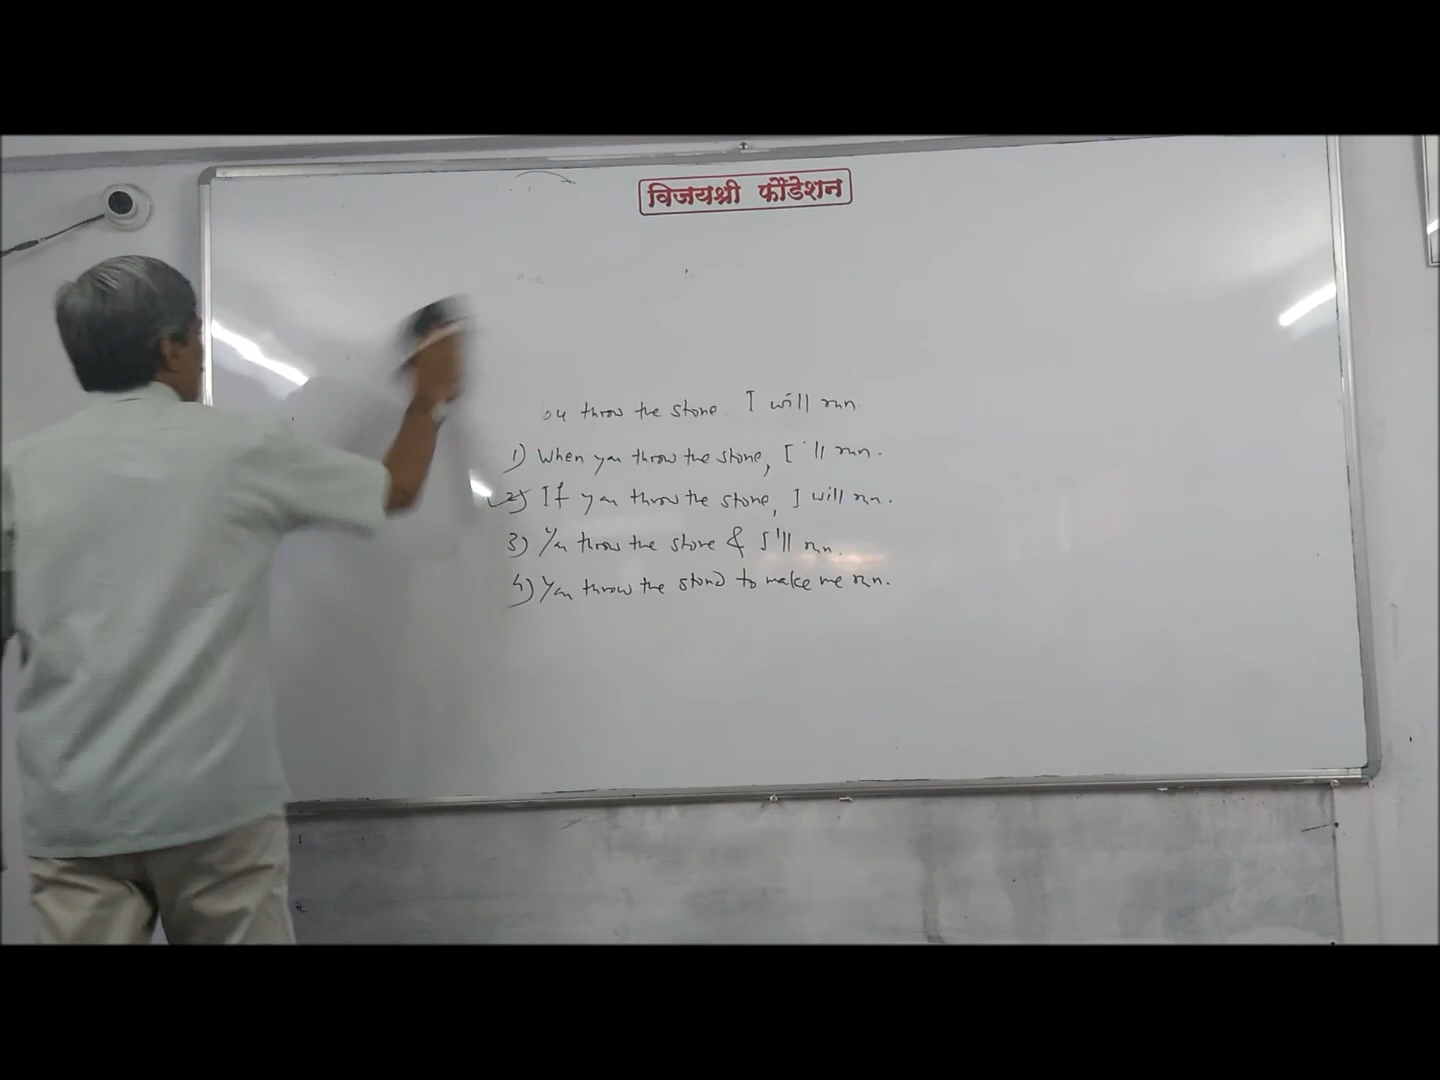 विजयश्री फौंडेशन
ou throw the stone. I will run
1) When you throw the stone, I'll run.
2) If you throw the stone, I will run.
3) You throw the stone & I'll run.
4) You throw the stone to make me run.